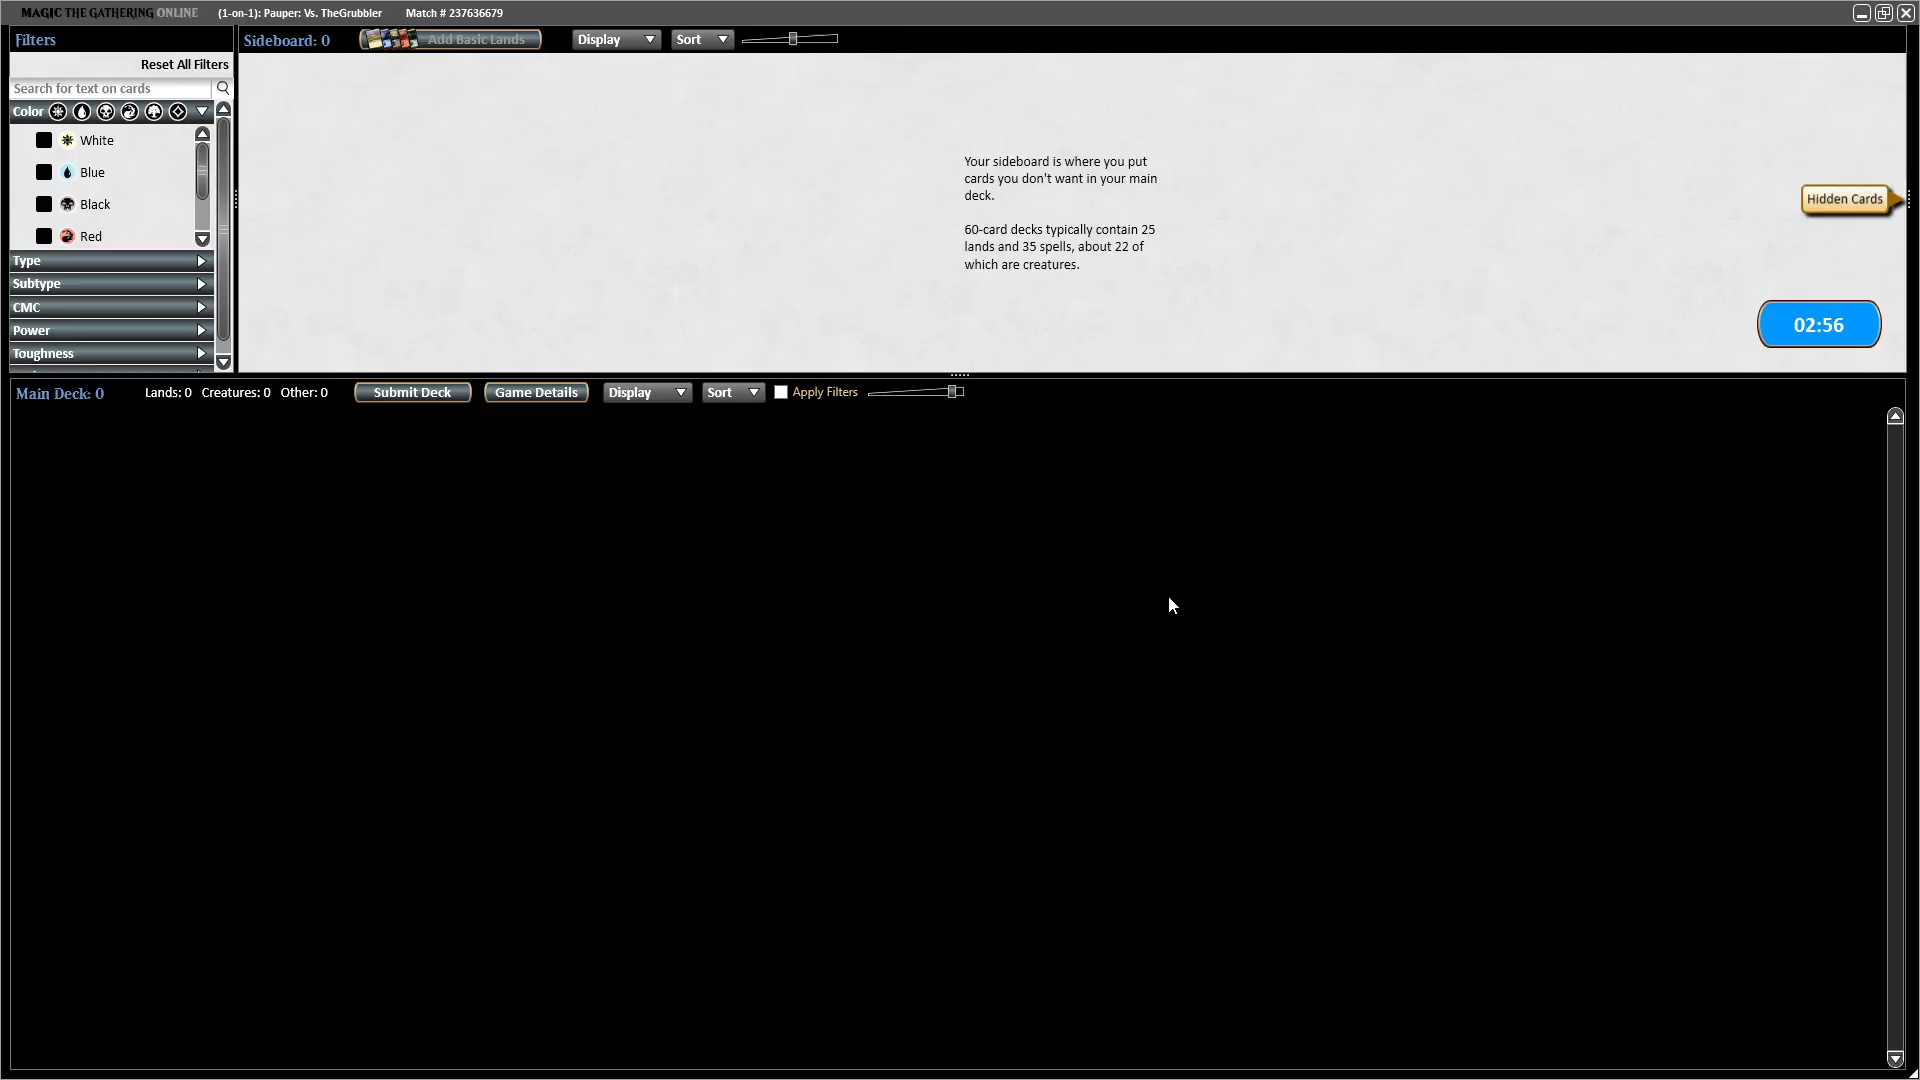 MAGIC THE GATHERING ONLINE (1-on-1): Pauper: Vs. TheGrubbler Match # 237636679
Filters
Sideboard: 0 Add Basic Lands Display Sort
Reset All Filters
Search for text on cards
Color
White
Blue
Black
Red
Type
Subtype
CMC
Power
Toughness
Your sideboard is where you put
cards you don't want in your main
deck.
60-card decks typically contain 25
lands and 35 spells, about 22 of
which are creatures.
Hidden Cards
02:56
Main Deck: 0 Lands: 0 Creatures: 0 Other: 0 Submit Deck Game Details Display Sort Apply Filters